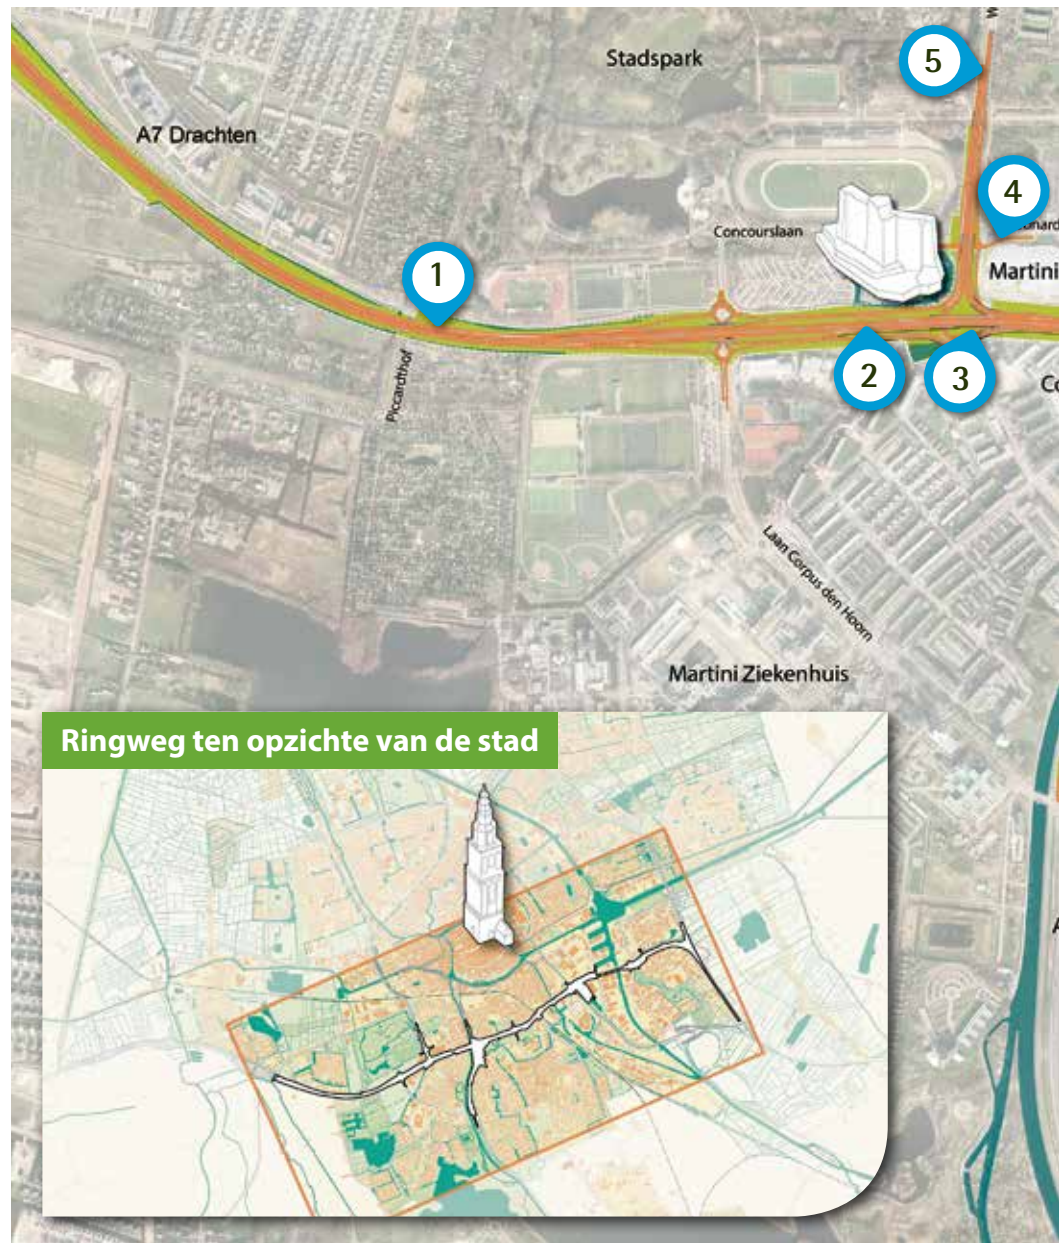 W
5
Stadspark
A7 Drachten
4
Concourslaan
Martini
1
2
3
Piccardthof
Laan Corpus den Hoorn
Martini Ziekenhuis
Ringweg ten opzichte van de stad